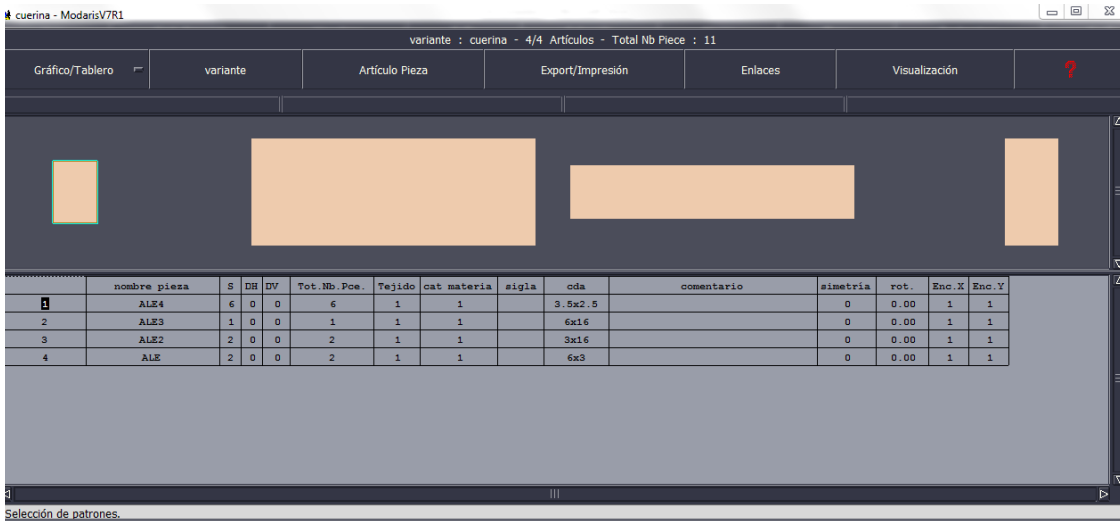 cuerina - ModarisV7R1
variante : cuerina - 4/4 Artículos - Total Nb Piece : 11
Gráfico/Tablero variante Artículo Pieza Export/Impresión Enlaces Visualización ?
nombre pieza S DH DV Tot.Nb.Pce. Tejido cat materia sigla cda comentario simetría rot. Enc.X Enc.Y
1 ALE4 6 0 0 6 1 1 3.5x2.5 0 0.00 1 1
2 ALE3 1 0 0 1 1 1 6x16 0 0.00 1 1
3 ALE2 2 0 0 2 1 1 3x16 0 0.00 1 1
4 ALE 2 0 0 2 1 1 6x3 0 0.00 1 1
Selección de patrones.